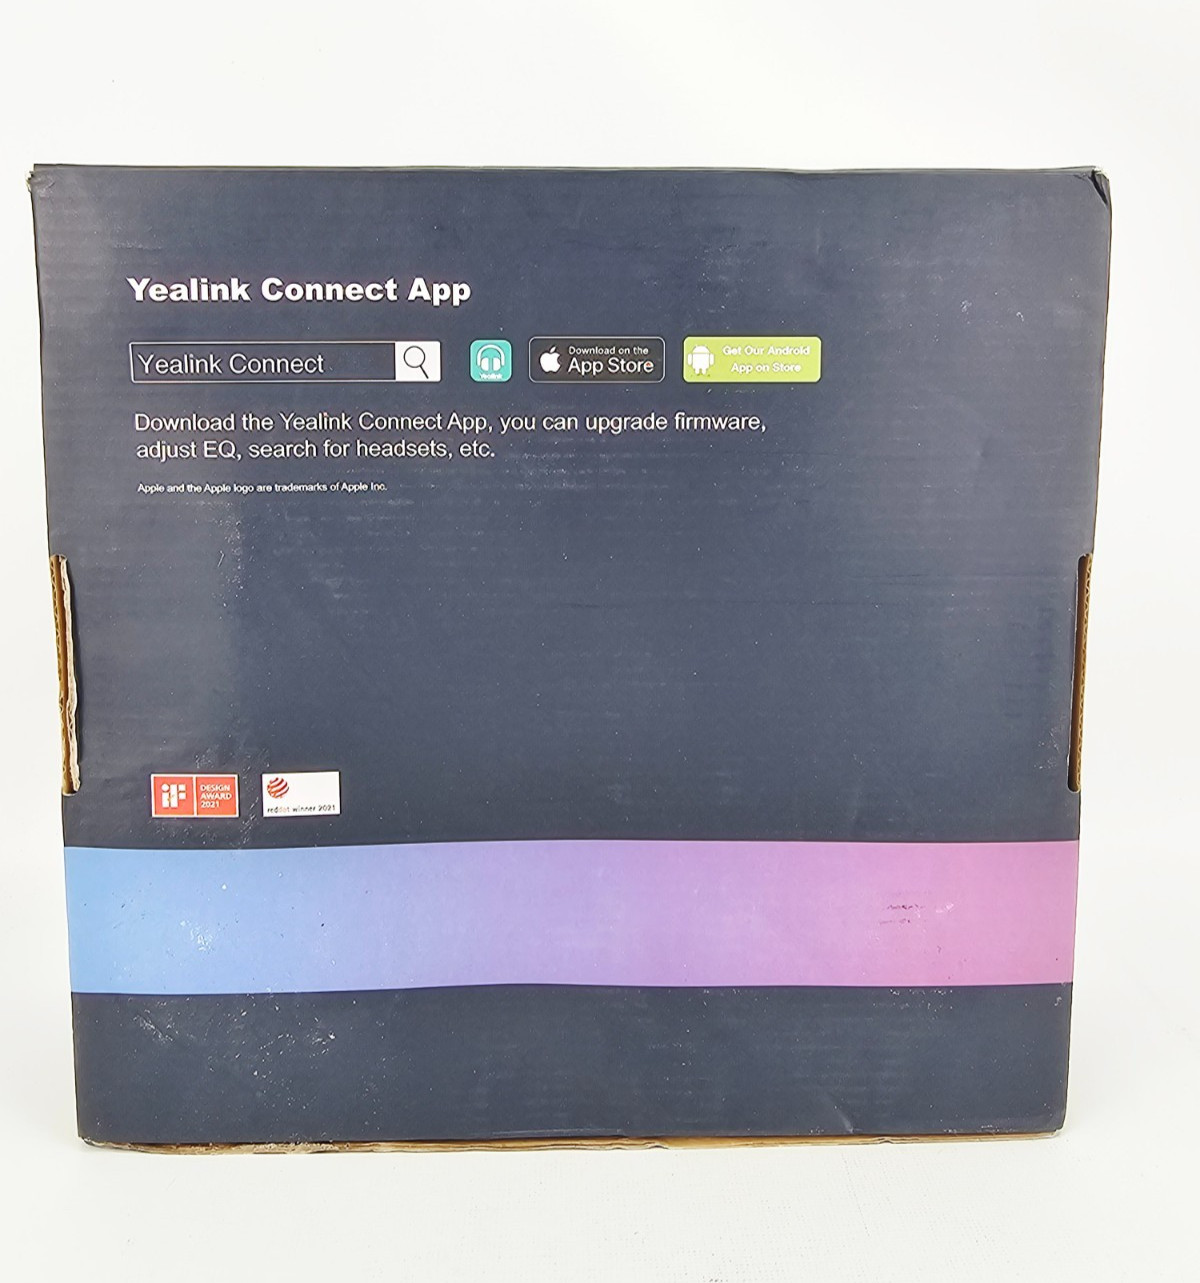 Yealink Connect App
Yealink Connect
Yealink
Download on the
App Store
Get Our Android
App on Store
Download the Yealink Connect App, you can upgrade firmware,
adjust EQ, search for headsets, etc.
Apple and the Apple logo are trademarks of Apple Inc.
iF
DESIGN
AWARD
2021
reddot winner 2021